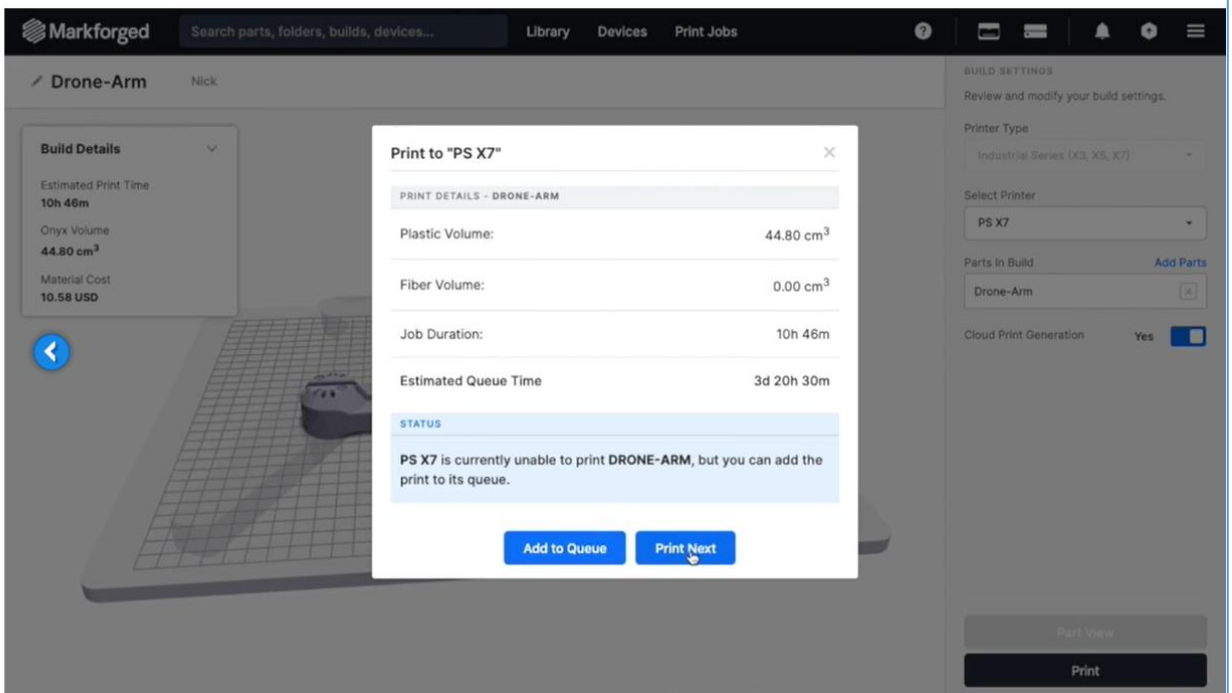 Markforged
Search parts, folders, builds, devices...
Library
Devices
Print Jobs
Drone-Arm
Nick
Build Details
Estimated Print Time
10h 46m
Onyx Volume
44.80 cm³
Material Cost
10.58 USD
Print to "PS X7"
PRINT DETAILS - DRONE-ARM
Plastic Volume: 44.80 cm³
Fiber Volume: 0.00 cm³
Job Duration: 10h 46m
Estimated Queue Time 3d 20h 30m
STATUS
PS X7 is currently unable to print DRONE-ARM, but you can add the
print to its queue.
Add to Queue
Print Next
BUILD SETTINGS
Review and modify your build settings.
Printer Type
Industrial Series (X3, X5, X7)
Select Printer
PS X7
Parts In Build Add Parts
Drone-Arm
Cloud Print Generation Yes
Part View
Print